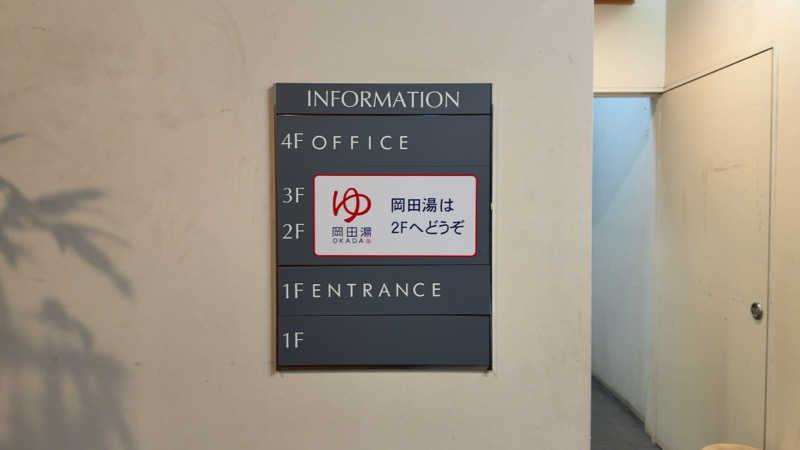 INFORMATION
4F OFFICE
3F
2F
ゆ
岡田湯
OKADA
岡田湯は
2Fへどうぞ
1F ENTRANCE
1F